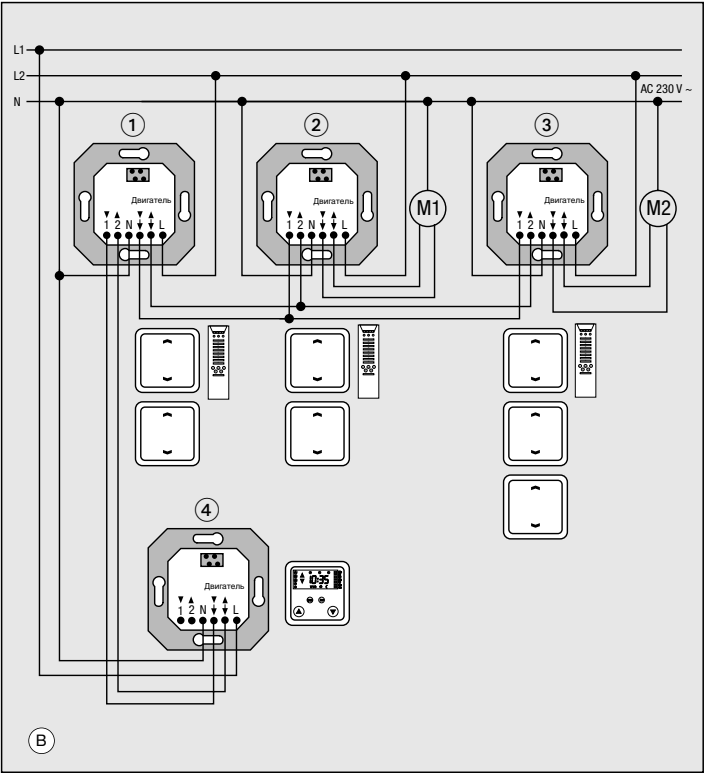 L1
L2
AC 230 V ~
N
1
2
3
Двигатель
Двигатель
Двигатель
M1
M2
1 2 N L
1 2 N L
1 2 N L
4
10:35
Двигатель
1 2 N L
B